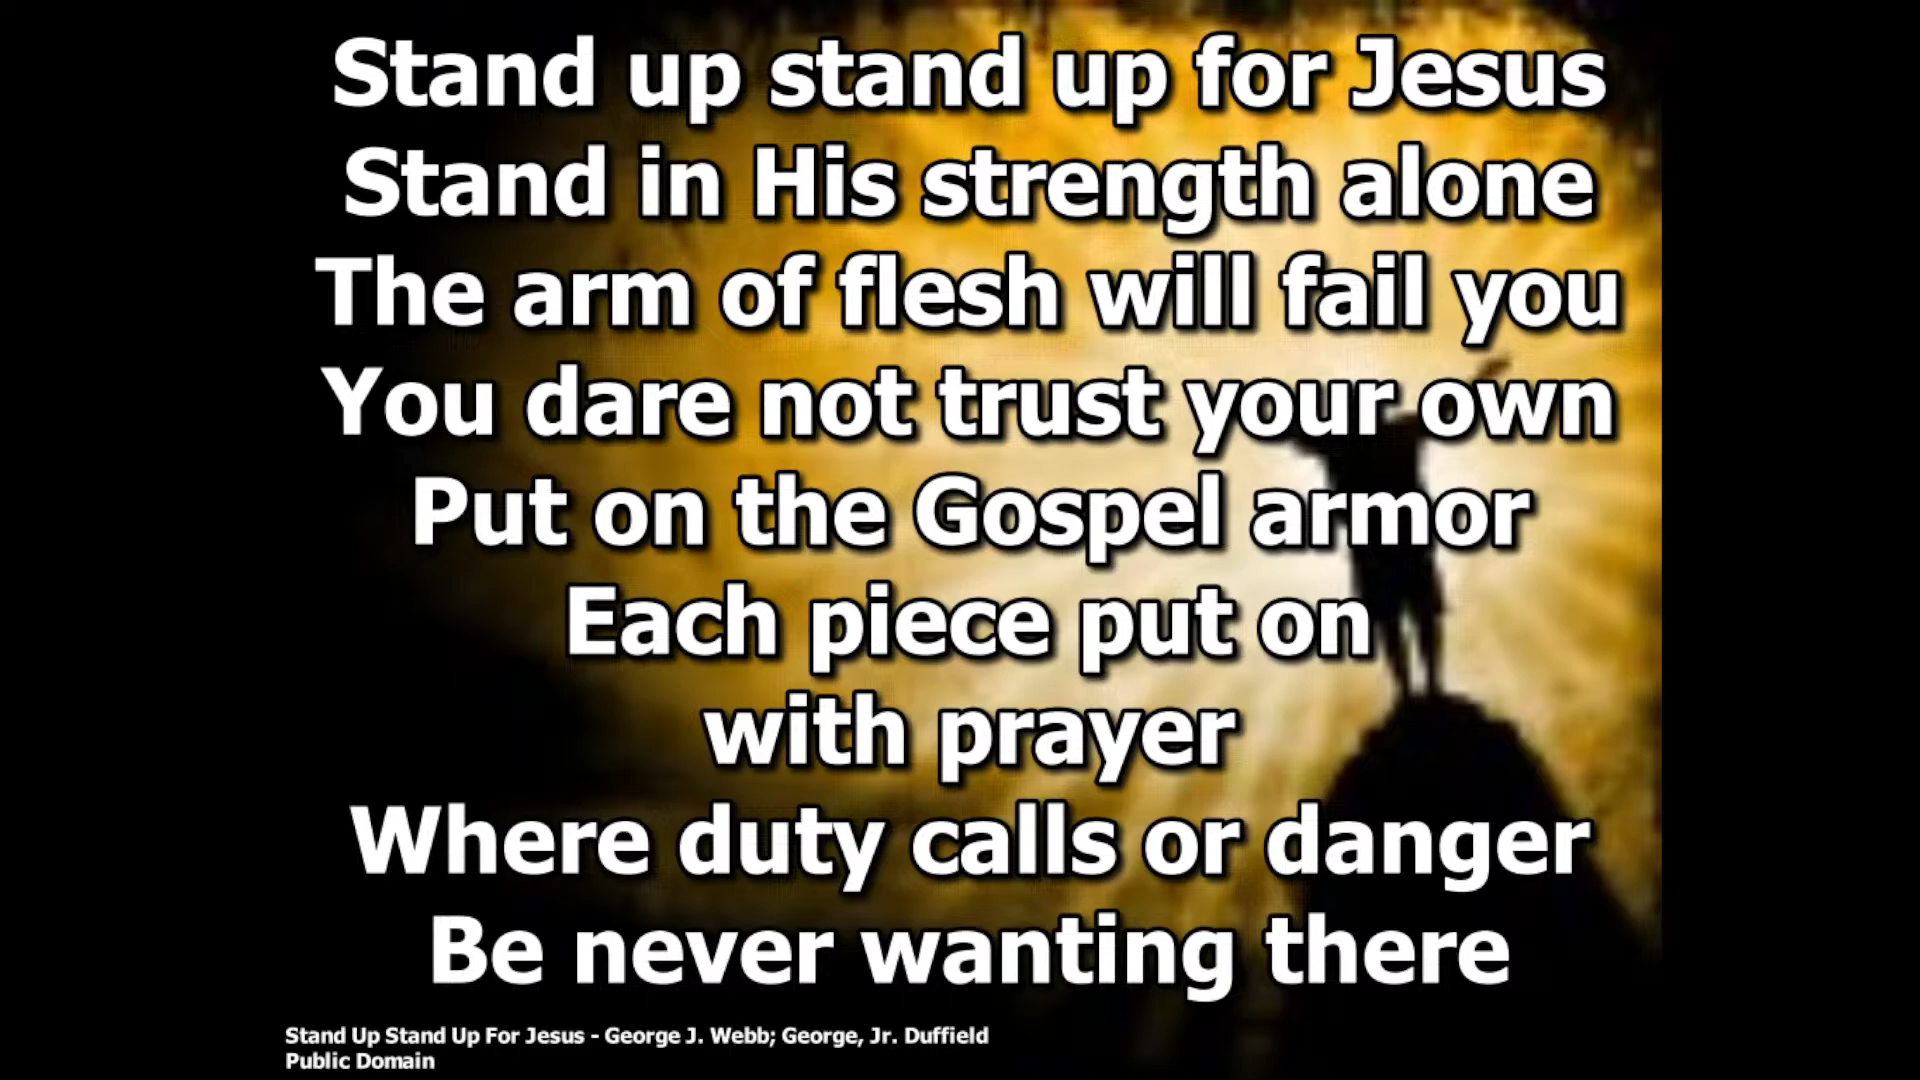 Stand up stand up for Jesus
Stand in His strength alone
The arm of flesh will fail you
You dare not trust your own
Put on the Gospel armor
Each piece put on
with prayer
Where duty calls or danger
Be never wanting there
Stand Up Stand Up For Jesus - George J. Webb; George, Jr. Duffield
Public Domain